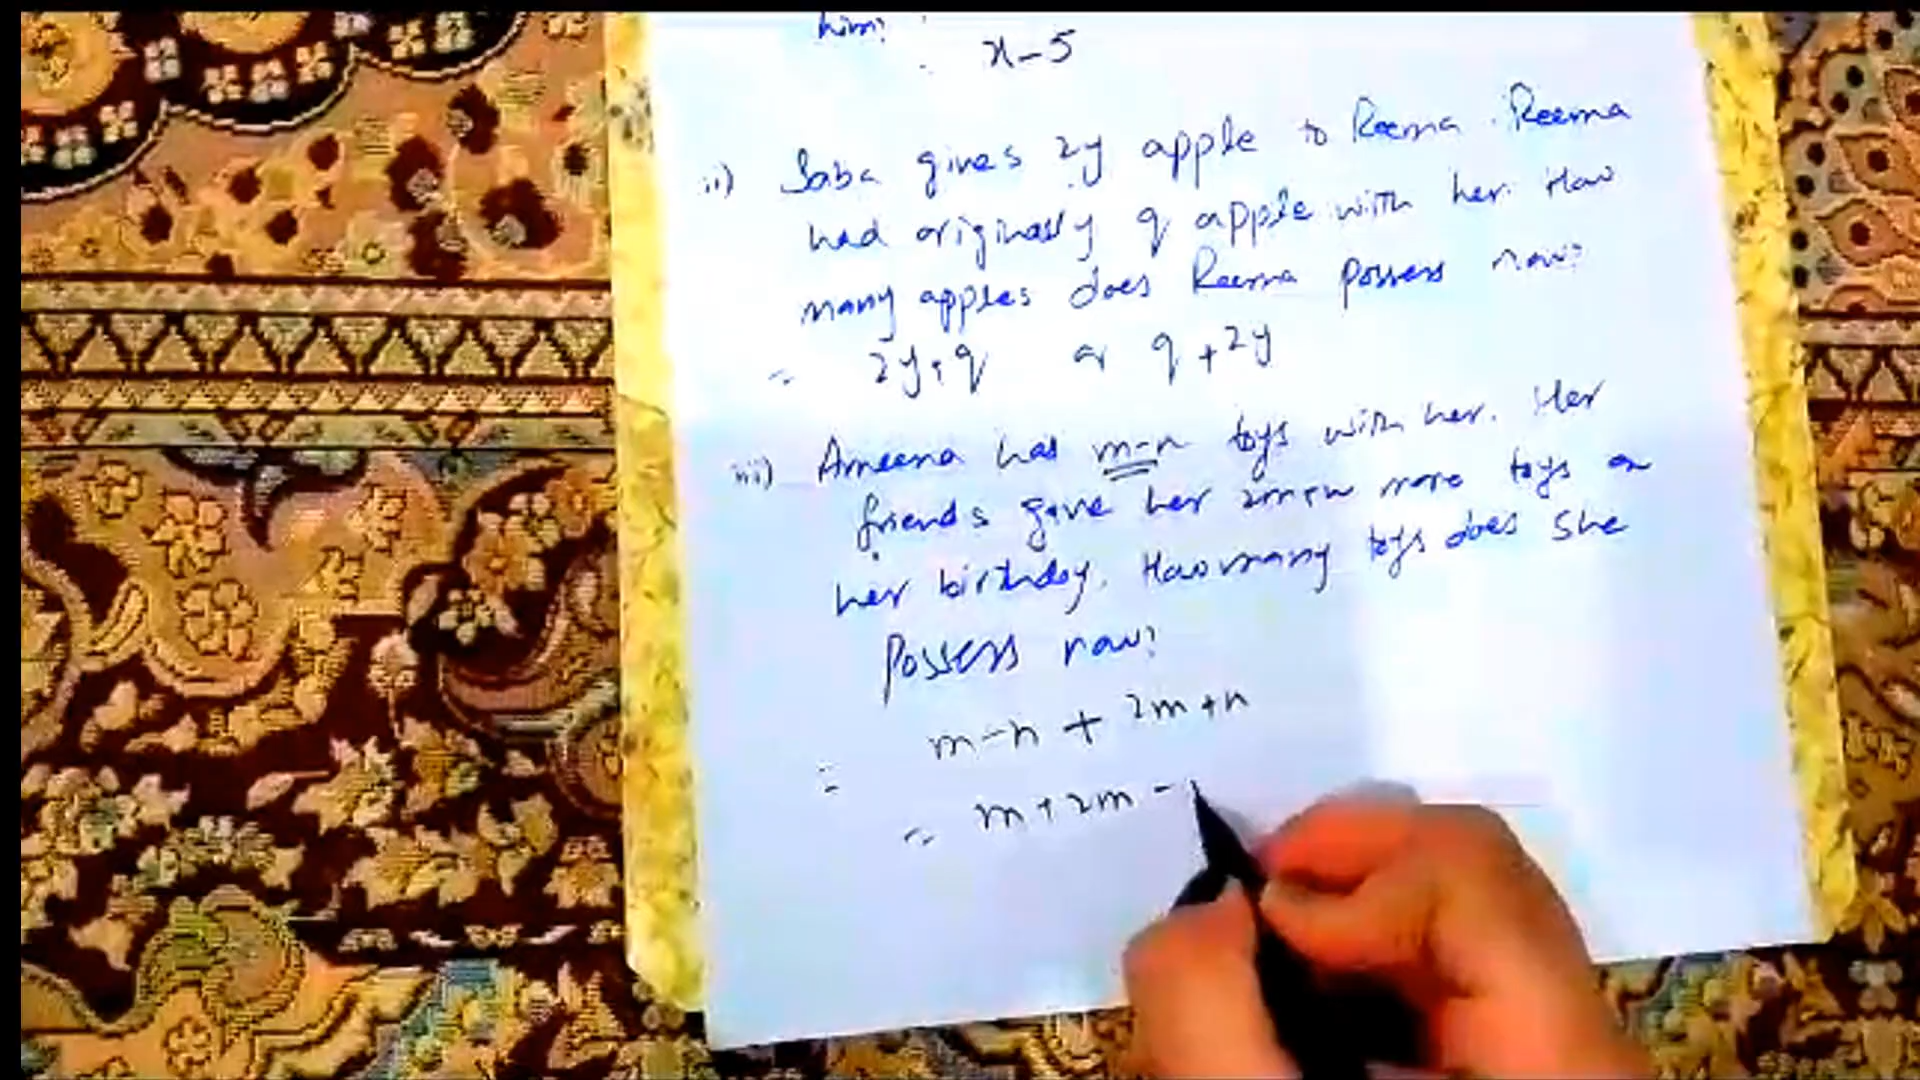 him?
x-5
ii) Saba gives 2y apple to Reema. Reema
had originally q apple with her. How
many apples does Reema possess now?
= 2y+q or q+2y
iii) Ameena has m-n toys with her. Her
friends gave her 2m+n more toys on
her birthday. How many toys does she
Possess now?
= m-n + 2m+n
= m+2m -